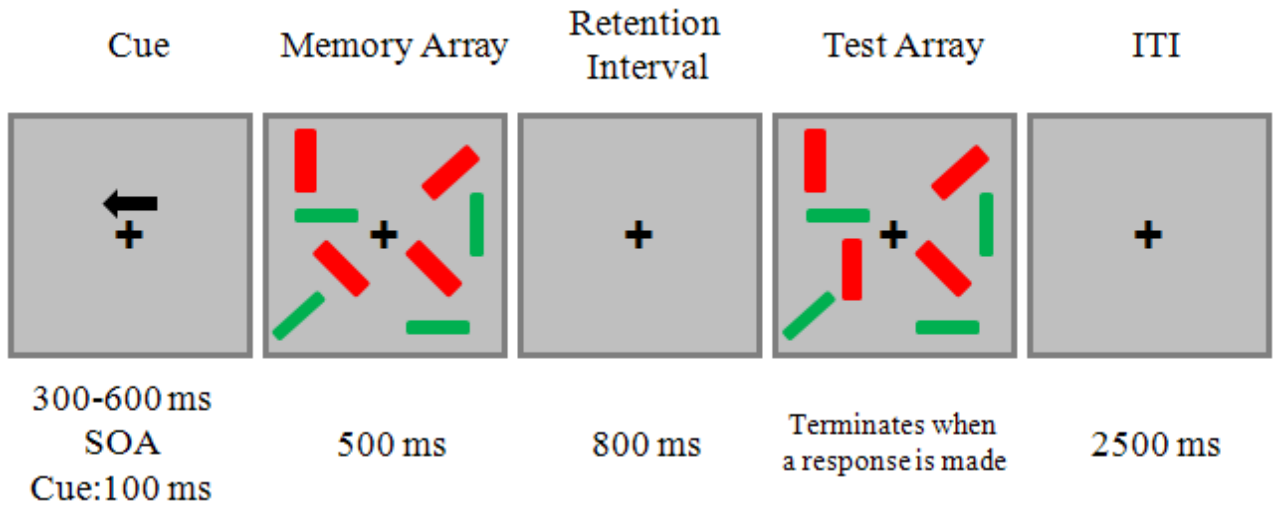 Cue
Memory Array
Retention
Interval
Test Array
ITI
300-600 ms
SOA
Cue:100 ms
500 ms
800 ms
Terminates when
a response is made
2500 ms